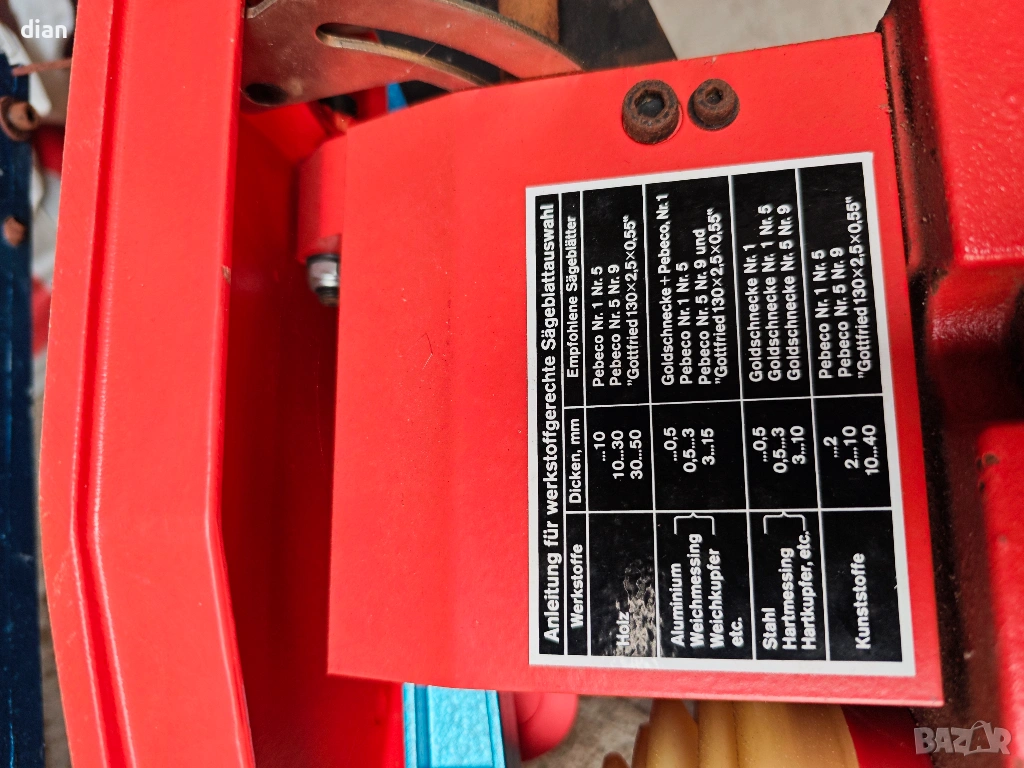 dian
Anleitung für werkstoffgerechte Sägeblattauswahl
Werkstoffe Dicken, mm Empfohlene Sägeblätter
Holz ...10 Pebeco Nr. 1 Nr. 5
10...30 Pebeco Nr. 5 Nr. 9
30...50 "Gottfried 130×2,5×0,55"
Aluminium ...0,5 Goldschnecke+Pebeco, Nr. 1
Weichmessing 0,5...3 Pebeco Nr. 1 Nr. 5
Weichkupfer 3...15 Pebeco Nr. 5 Nr. 9 und
etc. "Gottfried 130×2,5×0,55"
Stahl ...0,5 Goldschnecke Nr. 1
Hartmessing 0,5...3 Goldschnecke Nr. 1 Nr. 5
Hartkupfer, etc. 3...10 Goldschnecke Nr. 5 Nr. 9
Kunststoffe ...2 Pebeco Nr. 1 Nr. 5
2...10 Pebeco Nr. 5 Nr. 9
10...40 "Gottfried 130×2,5×0,55"
BAZAR